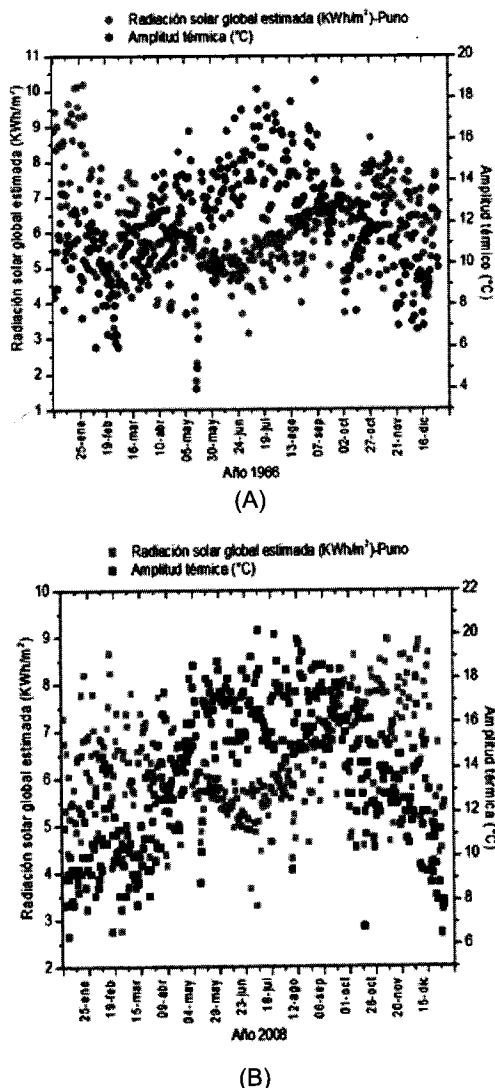 Radiación solar global estimada (KWh/m²)-Puno
Amplitud térmica (°C)
Radiación solar global estimada (KWh/m²)
11
10
9
8
7
6
5
4
3
2
1
20
18
16
14
12
10
8
6
4
Amplitud térmico (°C)
25-ene
19-feb
16-mar
10-abr
05-may
30-may
24-jun
19-jul
13-ago
07-sep
02-oct
27-oct
21-nov
16-dic
Año 1966
(A)
Radiación solar global estimada (KWh/m²)-Puno
Amplitud térmica (°C)
Radiación solar global estimada (KWh/m²)
10
9
8
7
6
5
4
3
2
22
20
18
16
14
12
10
8
6
Amplitud térmica (°C)
25-ene
19-feb
15-mar
09-abr
04-may
29-may
23-jun
18-jul
12-ago
06-sep
01-oct
26-oct
20-nov
15-dic
Año 2008
(B)